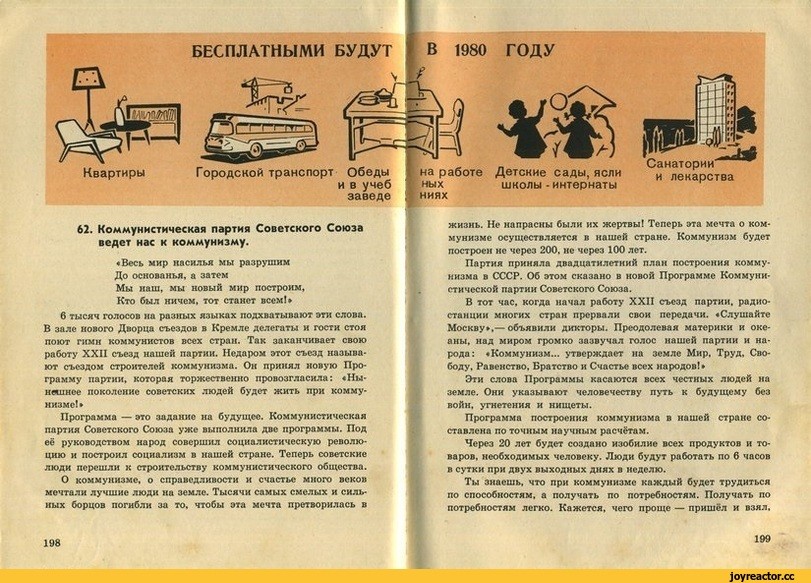 БЕСПЛАТНЫМИ БУДУТ В 1980 ГОДУ
Квартиры
Городской транспорт
Обеды на работе
и в учебных
заведениях
Детские сады, ясли
школы - интернаты
Санатории
и лекарства
62. Коммунистическая партия Советского Союза
ведет нас к коммунизму.
«Весь мир насилья мы разрушим
До основанья, а затем
Мы наш, мы новый мир построим,
Кто был ничем, тот станет всем!»
6 тысяч голосов на разных языках подхватывают эти слова.
В зале нового Дворца съездов в Кремле делегаты и гости стоя
поют гимн коммунистов всех стран. Так заканчивает свою
работу XXII съезд нашей партии. Недаром этот съезд называ-
ют съездом строителей коммунизма. Он принял новую Про-
грамму партии, которая торжественно провозгласила: «Ны-
нешнее поколение советских людей будет жить при комму-
низме!»
Программа — это задание на будущее. Коммунистическая
партия Советского Союза уже выполнила две программы. Под
её руководством народ совершил социалистическую револю-
цию и построил социализм в нашей стране. Теперь советские
люди перешли к строительству коммунистического общества.
О коммунизме, о справедливости и счастье много веков
мечтали лучшие люди на земле. Тысячи самых смелых и силь-
ных борцов погибли за то, чтобы эта мечта претворилась в
198
жизнь. Не напрасны были их жертвы! Теперь эта мечта о ком-
мунизме осуществляется в нашей стране. Коммунизм будет
построен не через 200, не через 100 лет.
Партия приняла двадцатилетний план построения комму-
низма в СССР. Об этом сказано в новой Программе Коммуни-
стической партии Советского Союза.
В тот час, когда начал работу XXII съезд партии, радио-
станции многих стран прервали свои передачи. «Слушайте
Москву»,— объявили дикторы. Преодолевая материки и оке-
аны, над миром громко зазвучал голос нашей партии и на-
рода: «Коммунизм... утверждает на земле Мир, Труд, Сво-
боду, Равенство, Братство и Счастье всех народов!»
Эти слова Программы касаются всех честных людей на
земле. Они указывают человечеству путь к будущему без
войн, угнетения и нищеты.
Программа построения коммунизма в нашей стране со-
ставлена по точным научным расчётам.
Через 20 лет будет создано изобилие всех продуктов и то-
варов, необходимых человеку. Люди будут работать по 6 часов
в сутки при двух выходных днях в неделю.
Ты знаешь, что при коммунизме каждый будет трудиться
по способностям, а получать по потребностям. Получать по
потребностям легко. Кажется, чего проще — пришёл и взял,
199
joyreactor.cc